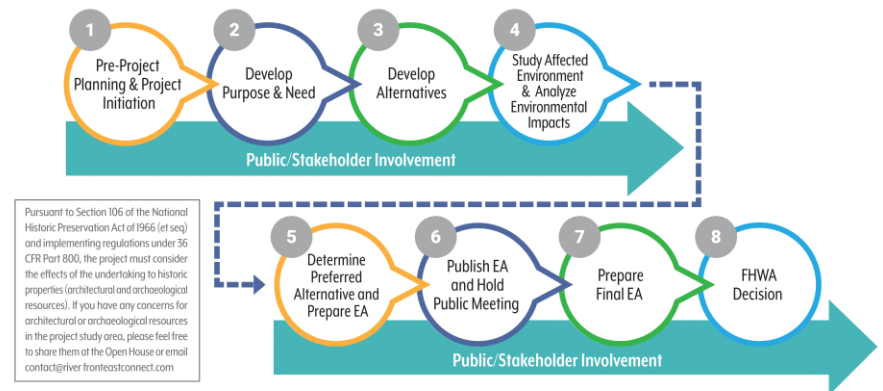 1
Pre-Project
Planning & Project
Initiation
2
Develop
Purpose & Need
3
Develop
Alternatives
4
Study Affected
Environment
& Analyze
Environmental
Impacts
Public/Stakeholder Involvement
Pursuant to Section 106 of the National
Historic Preservation Act of 1966 (et seq)
and implementing regulations under 36
CFR Part 800, the project must consider
the effects of the undertaking to historic
properties (architectural and archaeological
resources). If you have any concerns for
architectural or archaeological resources
in the project study area, please feel free
to share them at the Open House or email
contact@river fronteastconnect.com
5
Determine
Preferred
Alternative and
Prepare EA
6
Publish EA
and Hold
Public Meeting
7
Prepare
Final EA
8
FHWA
Decision
Public/Stakeholder Involvement